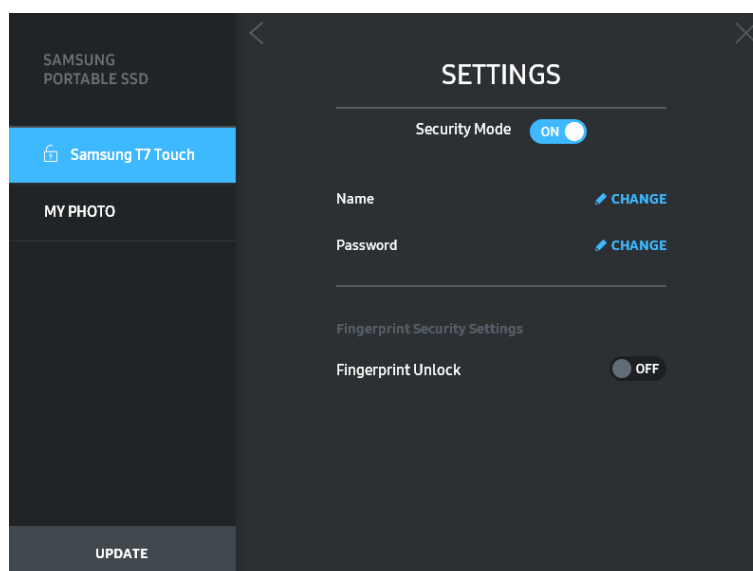 SAMSUNG
PORTABLE SSD
Samsung T7 Touch
MY PHOTO
UPDATE
SETTINGS
Security Mode ON
Name CHANGE
Password CHANGE
Fingerprint Security Settings
Fingerprint Unlock OFF